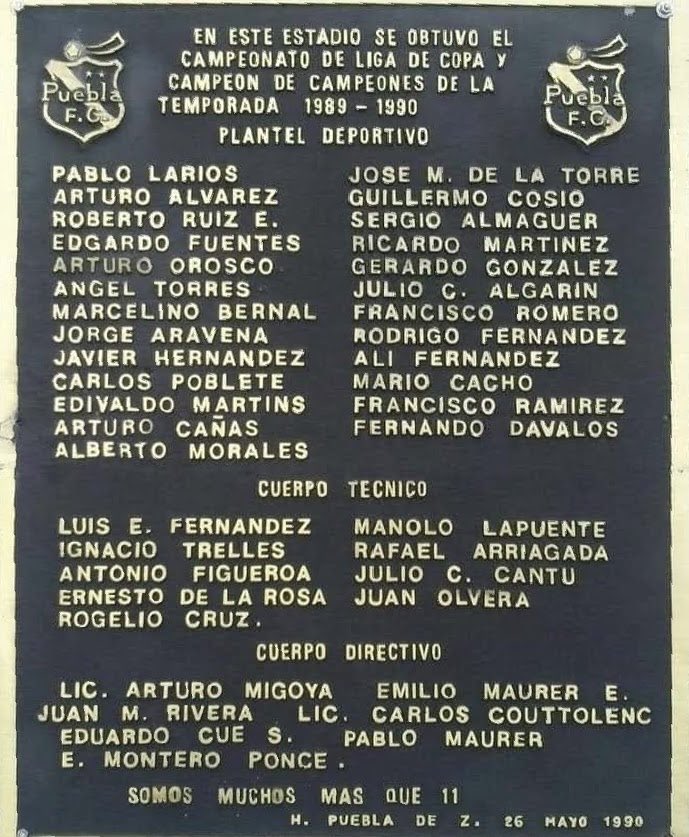 EN ESTE ESTADIO SE OBTUVO EL
CAMPEONATO DE LIGA DE COPA Y
CAMPEON DE CAMPEONES DE LA
TEMPORADA 1989 - 1990
Puebla
F.C.
Puebla
F.C.
PLANTEL DEPORTIVO
PABLO LARIOS
ARTURO ALVAREZ
ROBERTO RUIZ E.
EDGARDO FUENTES
ARTURO OROSCO
ANGEL TORRES
MARCELINO BERNAL
JORGE ARAVENA
JAVIER HERNANDEZ
CARLOS POBLETE
EDIVALDO MARTINS
ARTURO CAÑAS
ALBERTO MORALES
JOSE M. DE LA TORRE
GUILLERMO COSIO
SERGIO ALMAGUER
RICARDO MARTINEZ
GERARDO GONZALEZ
JULIO C. ALGARIN
FRANCISCO ROMERO
RODRIGO FERNANDEZ
ALI FERNANDEZ
MARIO CACHO
FRANCISCO RAMIREZ
FERNANDO DAVALOS
CUERPO TECNICO
LUIS E. FERNANDEZ
IGNACIO TRELLES
ANTONIO FIGUEROA
ERNESTO DE LA ROSA
ROGELIO CRUZ.
MANOLO LAPUENTE
RAFAEL ARRIAGADA
JULIO C. CANTU
JUAN OLVERA
CUERPO DIRECTIVO
LIC. ARTURO MIGOYA EMILIO MAURER E.
JUAN M. RIVERA LIC. CARLOS COUTTOLENC
EDUARDO CUE S. PABLO MAURER
E. MONTERO PONCE.
SOMOS MUCHOS MAS QUE 11
H. PUEBLA DE Z. 26 MAYO 1990